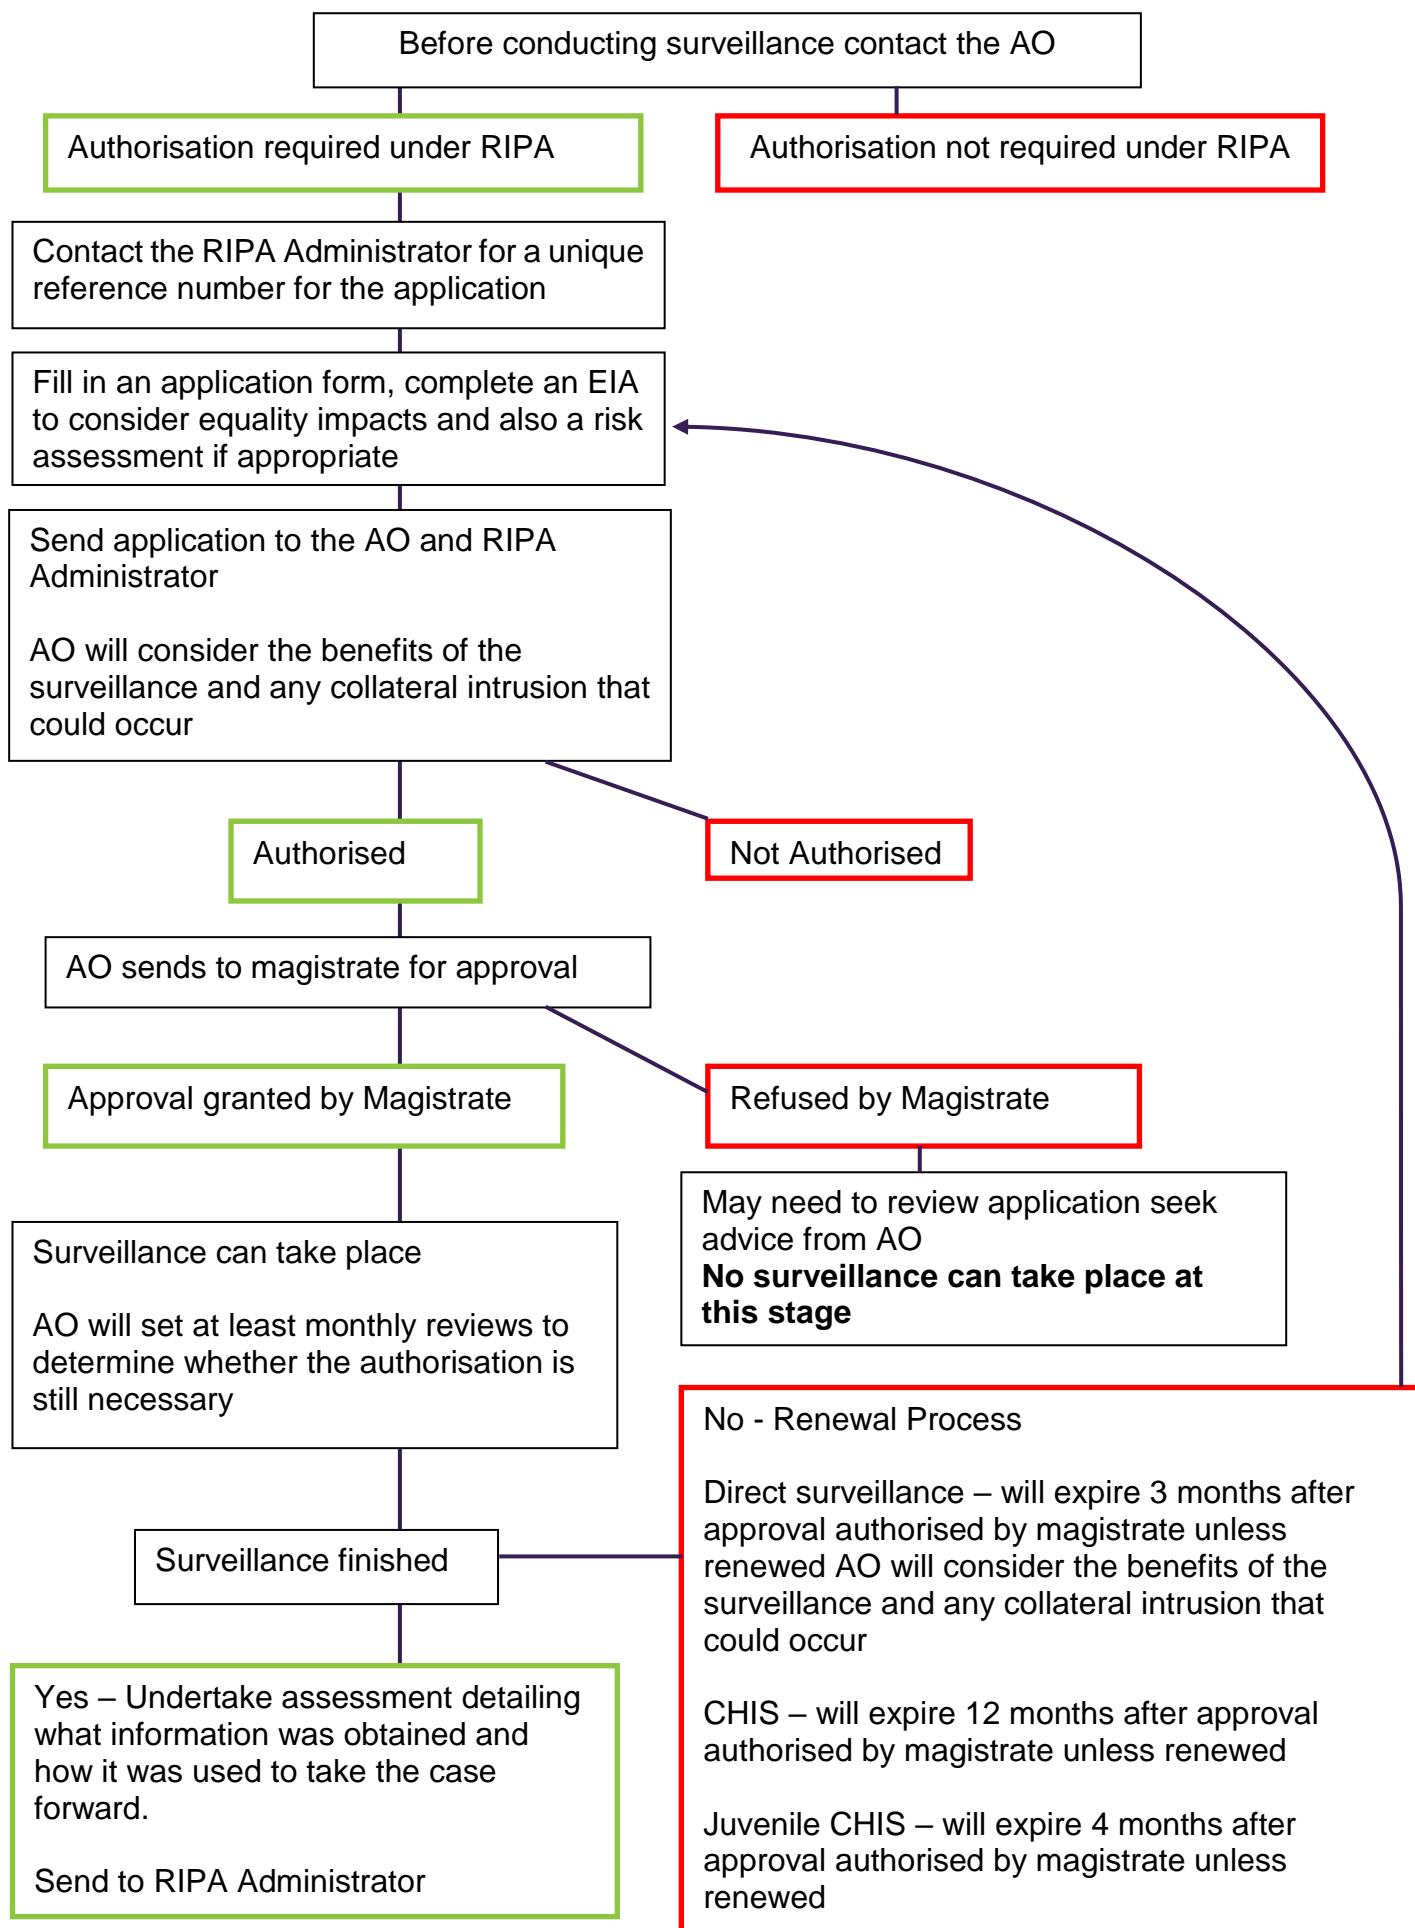 Before conducting surveillance contact the AO
Authorisation required under RIPA
Authorisation not required under RIPA
Contact the RIPA Administrator for a unique
reference number for the application
Fill in an application form, complete an EIA
to consider equality impacts and also a risk
assessment if appropriate
Send application to the AO and RIPA
Administrator
AO will consider the benefits of the
surveillance and any collateral intrusion that
could occur
Authorised
Not Authorised
AO sends to magistrate for approval
Approval granted by Magistrate
Refused by Magistrate
May need to review application seek
advice from AO
No surveillance can take place at
this stage
Surveillance can take place
AO will set at least monthly reviews to
determine whether the authorisation is
still necessary
Surveillance finished
No - Renewal Process
Direct surveillance – will expire 3 months after
approval authorised by magistrate unless
renewed AO will consider the benefits of the
surveillance and any collateral intrusion that
could occur
CHIS – will expire 12 months after approval
authorised by magistrate unless renewed
Juvenile CHIS – will expire 4 months after
approval authorised by magistrate unless
renewed
Yes – Undertake assessment detailing
what information was obtained and
how it was used to take the case
forward.
Send to RIPA Administrator